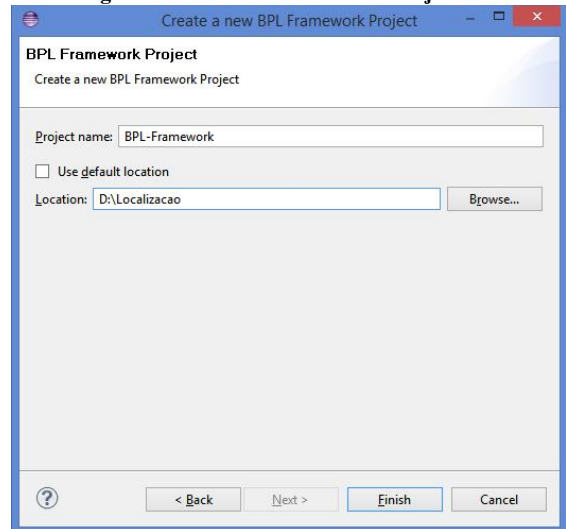 Create a new BPL Framework Project
BPL Framework Project
Create a new BPL Framework Project
Project name: BPL-Framework
Use default location
Location: D:\Localizacao Browse...
? < Back Next > Finish Cancel